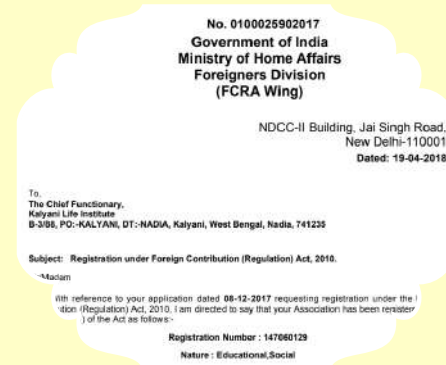 No. 0100025902017
Government of India
Ministry of Home Affairs
Foreigners Division
(FCRA Wing)
NDCC-II Building, Jai Singh Road,
New Delhi-110001
Dated: 19-04-2018
To,
The Chief Functionary,
Kalyani Life Institute
B-3/88, PO:-KALYANI, DT:-NADIA, Kalyani, West Bengal, Nadia, 741235
Subject: Registration under Foreign Contribution (Regulation) Act, 2010.
Madam
With reference to your application dated 08-12-2017 requesting registration under the
(Regulation) Act, 2010, I am directed to say that your Association has been
) of the Act as follows:-
Registration Number : 147060129
Nature : Educational,Social